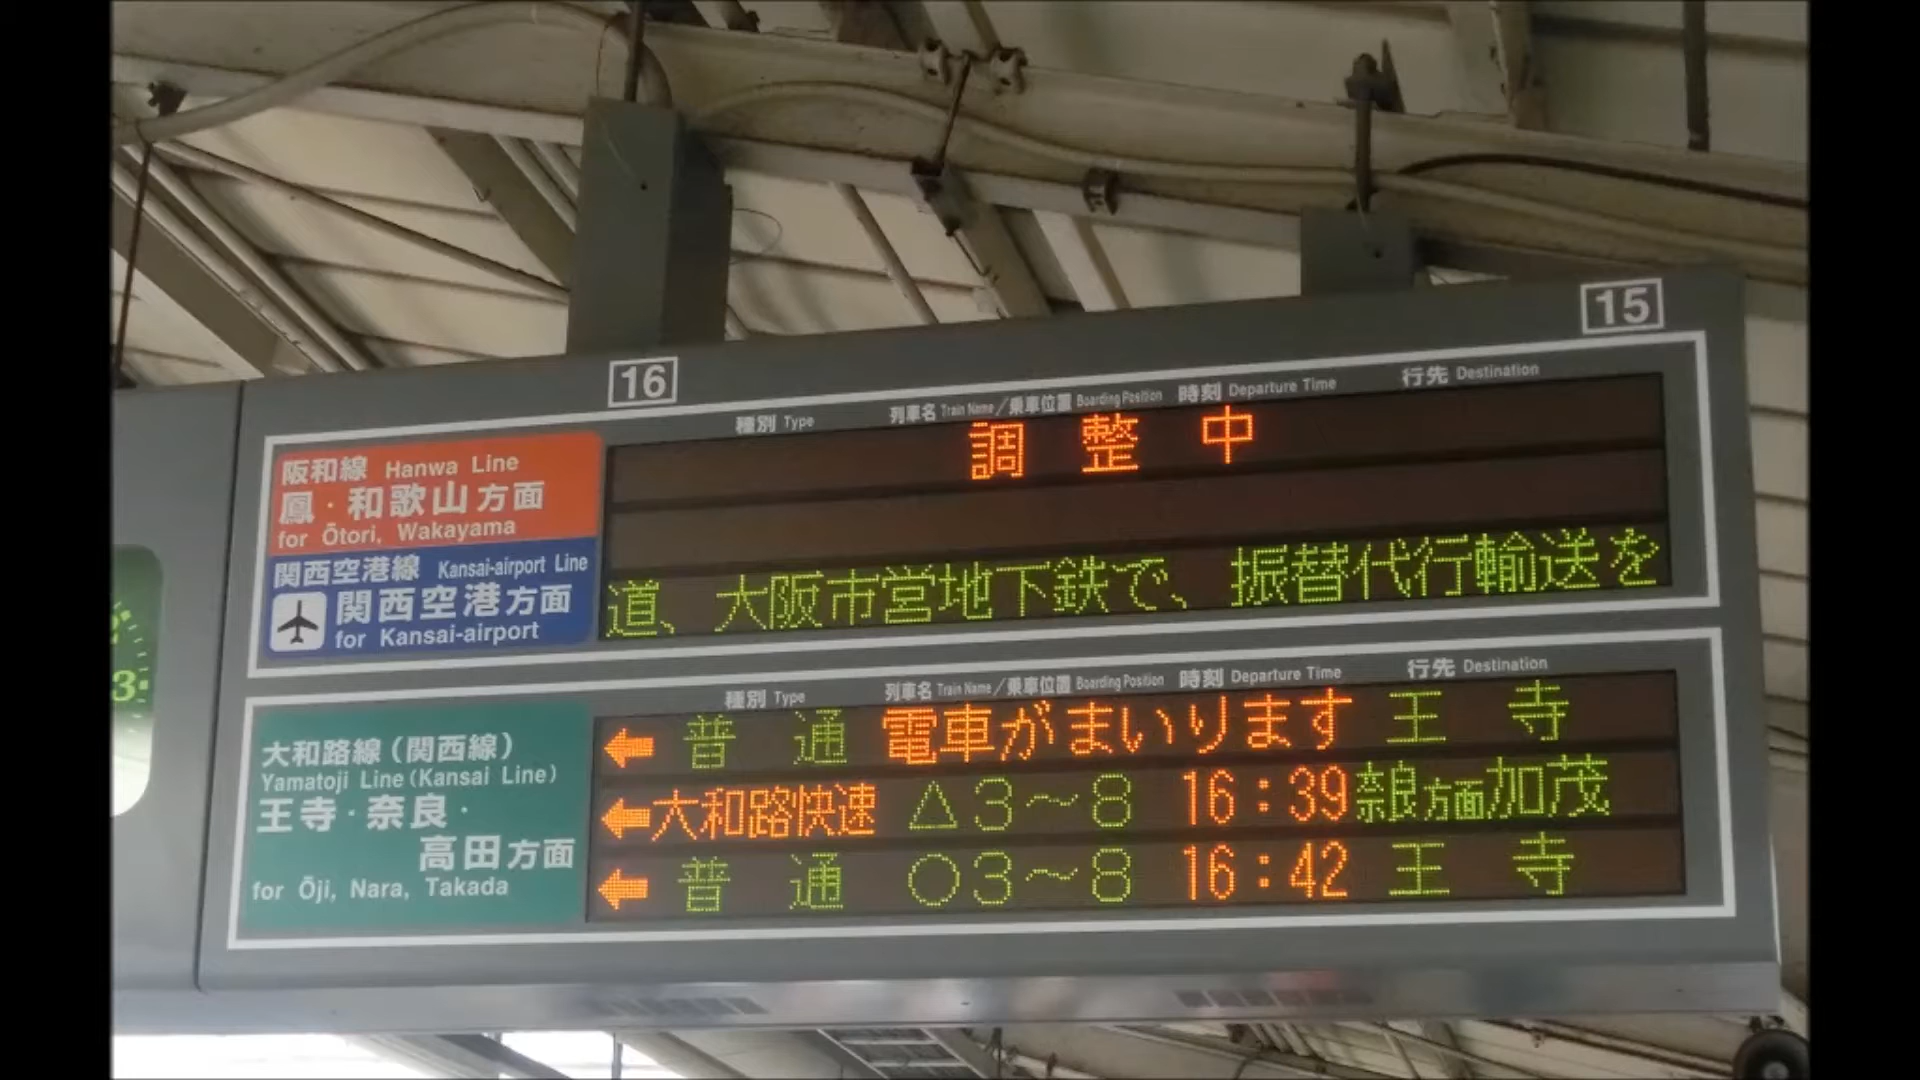 16
15
種別 Type
列車名 Train Name／乗車位置 Boarding Position
時刻 Departure Time
行先 Destination
阪和線 Hanwa Line
鳳・和歌山方面
for Ōtori, Wakayama
関西空港線 Kansai-airport Line
関西空港方面
for Kansai-airport
調整中
道、大阪市営地下鉄で、振替代行輸送を
種別 Type
列車名 Train Name／乗車位置 Boarding Position
時刻 Departure Time
行先 Destination
大和路線(関西線)
Yamatoji Line(Kansai Line)
王寺・奈良・
高田方面
for Ōji, Nara, Takada
← 普通 電車がまいります 王寺
← 大和路快速 △3～8 16:39 奈良方面加茂
← 普通 ○3～8 16:42 王寺
3